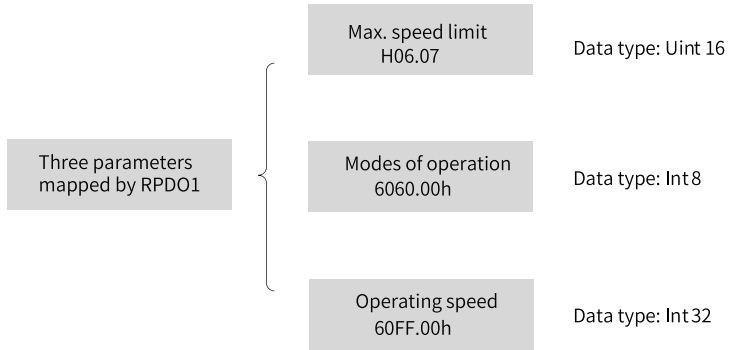 Max. speed limit
H06.07
Data type: Uint 16
Three parameters
mapped by RPDO1
Modes of operation
6060.00h
Data type: Int 8
Operating speed
60FF.00h
Data type: Int 32